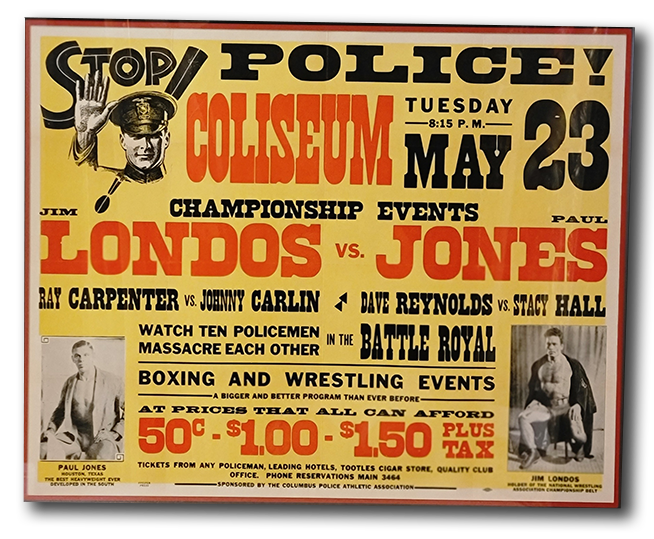 STOP! POLICE!
COLISEUM
TUESDAY
8:15 P. M.
MAY 23
CHAMPIONSHIP EVENTS
JIM LONDOS VS. PAUL JONES
RAY CARPENTER VS. JOHNNY CARLIN DAVE REYNOLDS VS. STACY HALL
WATCH TEN POLICEMEN
MASSACRE EACH OTHER
IN THE BATTLE ROYAL
BOXING AND WRESTLING EVENTS
A BIGGER AND BETTER PROGRAM THAN EVER BEFORE
AT PRICES THAT ALL CAN AFFORD
50¢ - $1.00 - $1.50 PLUS TAX
TICKETS FROM ANY POLICEMAN, LEADING HOTELS, TOOTLES CIGAR STORE, QUALITY CLUB
OFFICE. PHONE RESERVATIONS MAIN 3464
SPONSORED BY THE COLUMBUS POLICE ATHLETIC ASSOCIATION
PAUL JONES
HOUSTON, TEXAS
THE BEST HEAVYWEIGHT EVER
DEVELOPED IN THE SOUTH
JIM LONDOS
HOLDER OF THE NATIONAL WRESTLING
ASSOCIATION CHAMPIONSHIP BELT